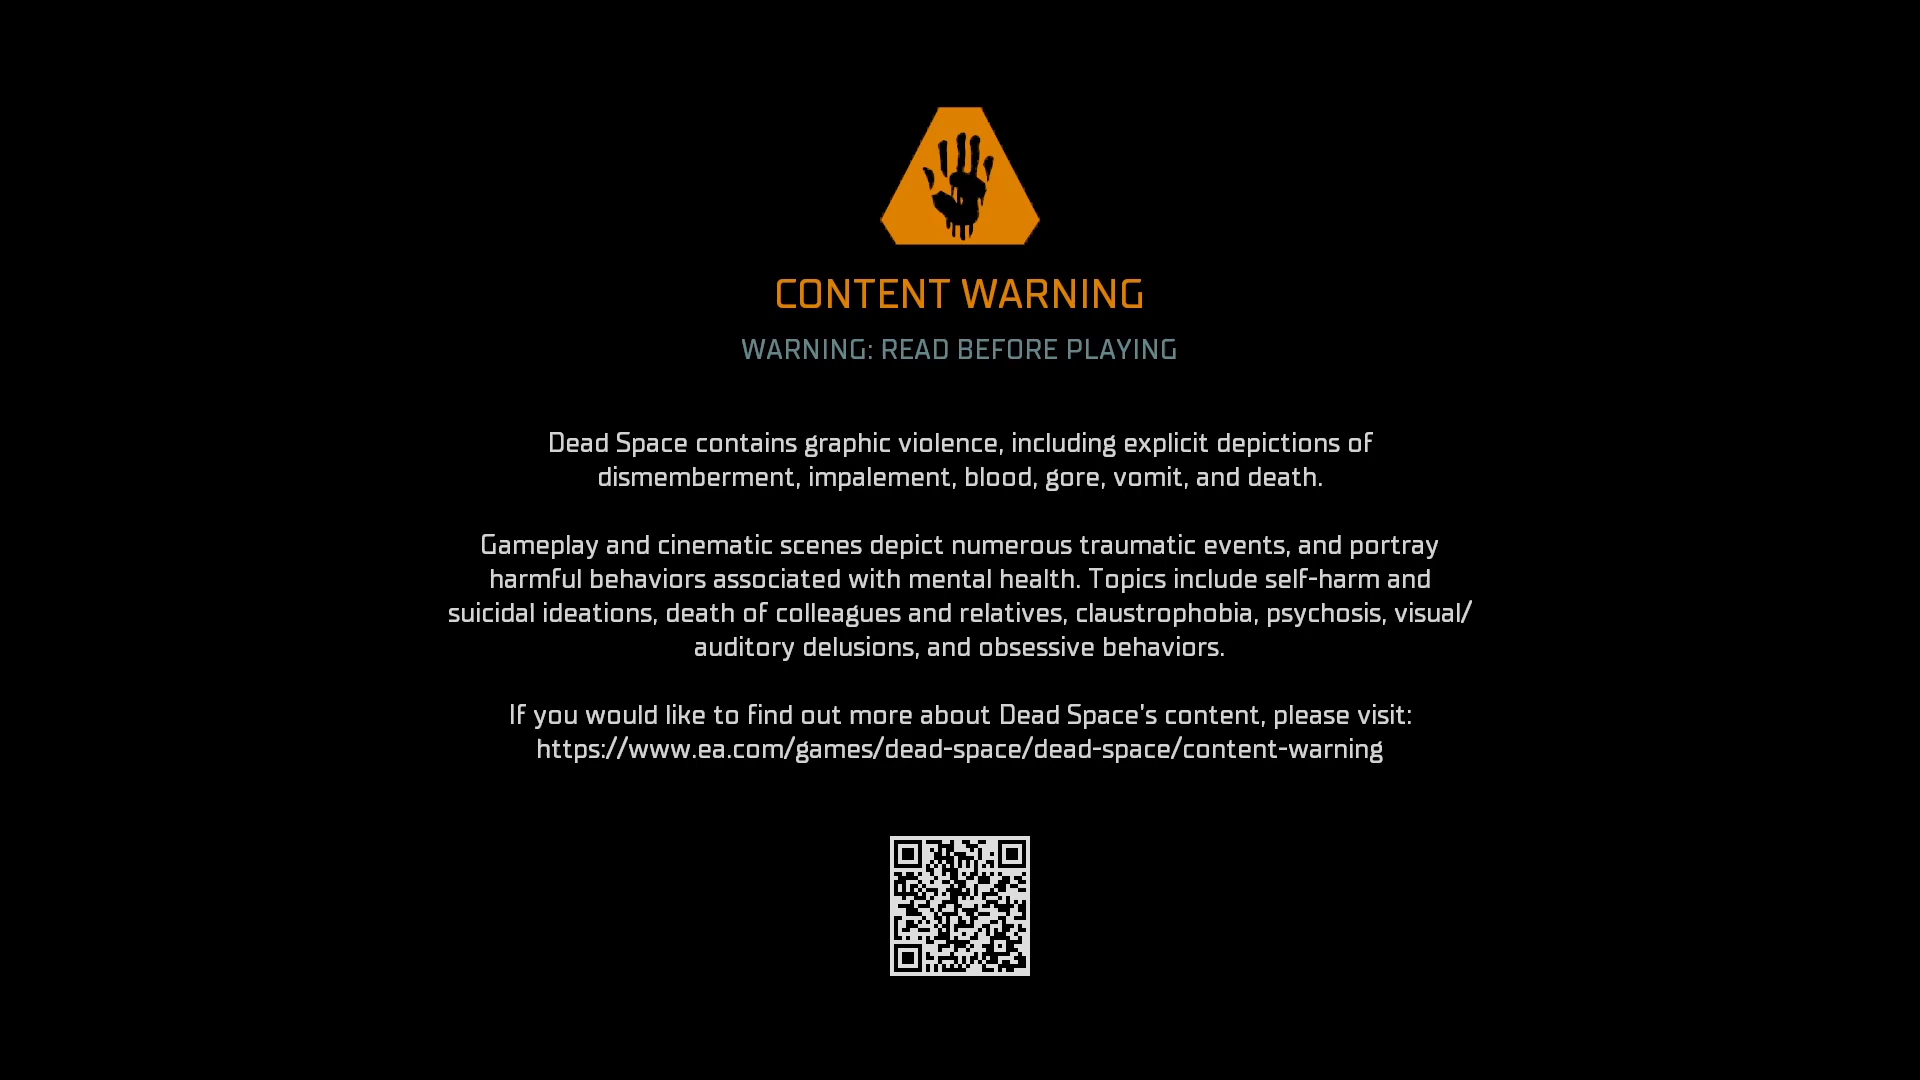 CONTENT WARNING
WARNING: READ BEFORE PLAYING
Dead Space contains graphic violence, including explicit depictions of
dismemberment, impalement, blood, gore, vomit, and death.
Gameplay and cinematic scenes depict numerous traumatic events, and portray
harmful behaviors associated with mental health. Topics include self-harm and
suicidal ideations, death of colleagues and relatives, claustrophobia, psychosis, visual/
auditory delusions, and obsessive behaviors.
If you would like to find out more about Dead Space's content, please visit:
https://www.ea.com/games/dead-space/dead-space/content-warning